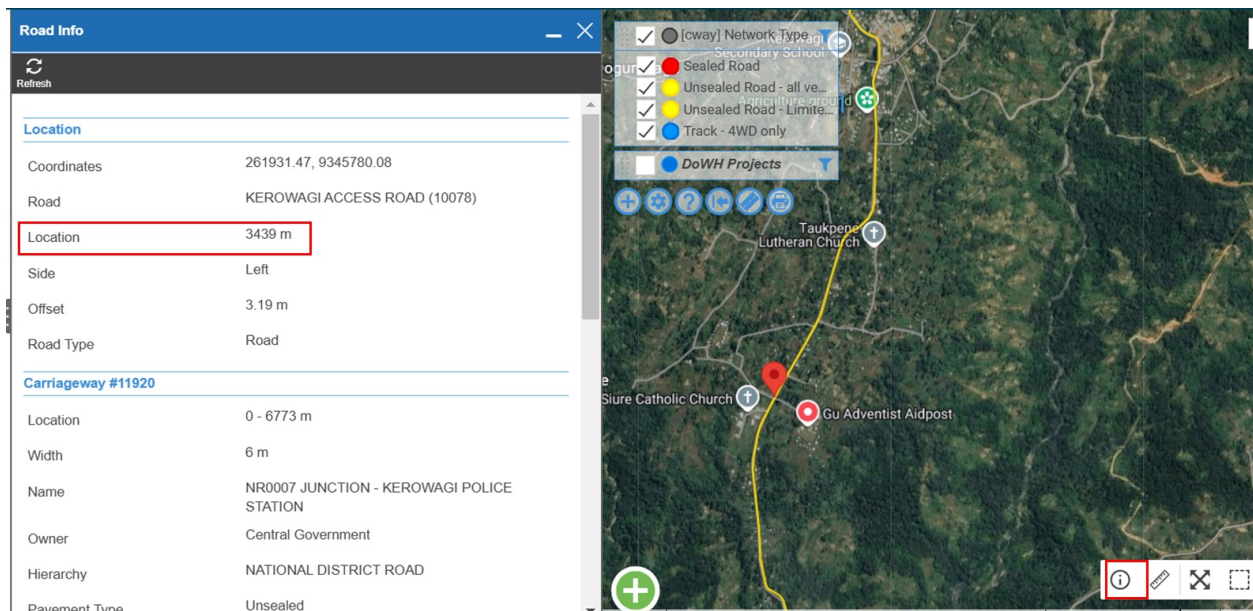 Road Info
Refresh
Location
Coordinates 261931.47, 9345780.08
Road KEROWAGI ACCESS ROAD (10078)
Location 3439 m
Side Left
Offset 3.19 m
Road Type Road
Carriageway #11920
Location 0 - 6773 m
Width 6 m
Name NR0007 JUNCTION - KEROWAGI POLICE
STATION
Owner Central Government
Hierarchy NATIONAL DISTRICT ROAD
Pavement Type Unsealed
[cway] Network Type
Secondary School
Sealed Road
Unsealed Road - all ve...
Agriculture ground
Unsealed Road - Limite...
Track - 4WD only
DoWH Projects
Taukpene
Lutheran Church
Siure Catholic Church
Gu Adventist Aidpost